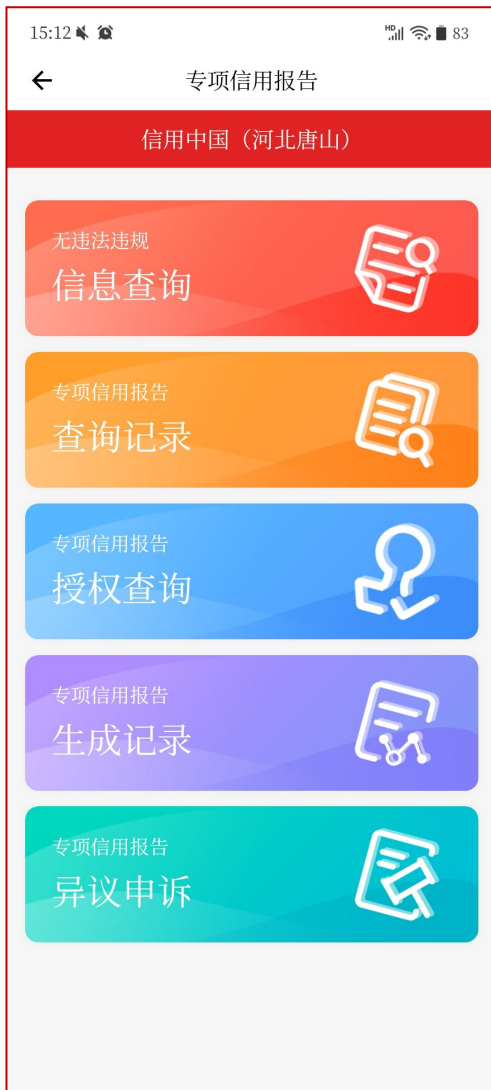 15:12 HD 83
专项信用报告
信用中国（河北唐山）
无违法违规
信息查询
专项信用报告
查询记录
专项信用报告
授权查询
专项信用报告
生成记录
专项信用报告
异议申诉